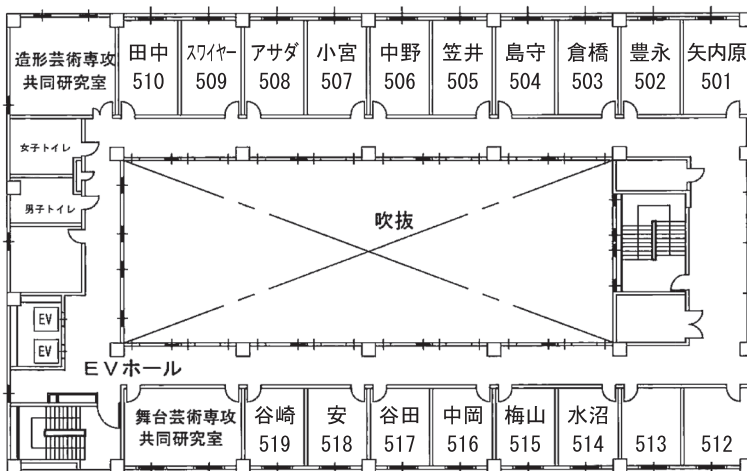 造形芸術専攻
共同研究室
田中
510
スワイヤー
509
アサダ
508
小宮
507
中野
506
笠井
505
島守
504
倉橋
503
豊永
502
矢内原
501
女子トイレ
男子トイレ
吹抜
EV
EV
EVホール
舞台芸術専攻
共同研究室
谷崎
519
安
518
谷田
517
中岡
516
梅山
515
水沼
514
513
512